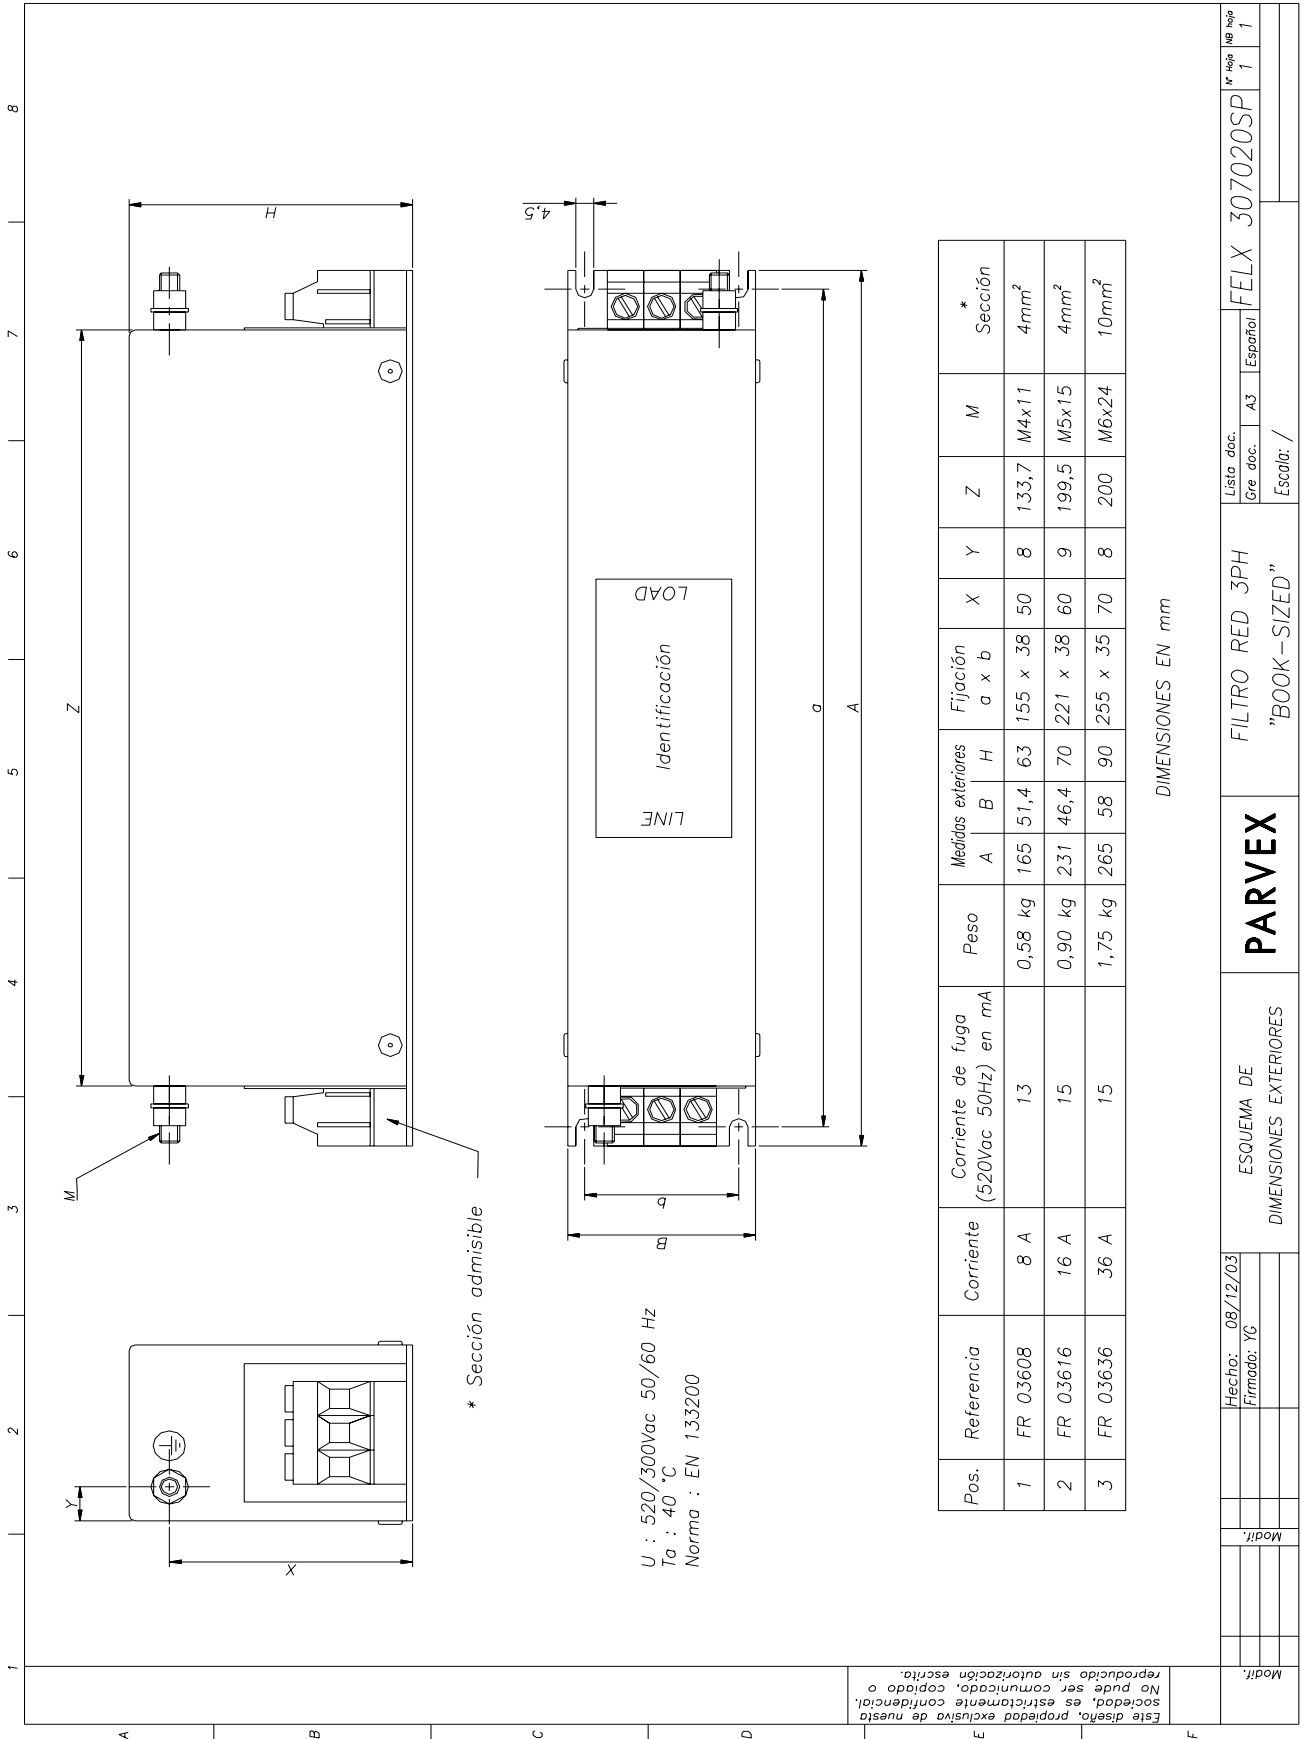 1 2 3 4 5 6 7 8
A
B
C
D
E
F
H
Z
M
Y
X
* Sección admisible
4,5
LINE Identificación LOAD
a
A
b
B
U : 520/300Vac 50/60 Hz
Ta : 40 °C
Norma : EN 133200
Pos. Referencia Corriente Corriente de fuga (520Vac 50Hz) en mA Peso Medidas exteriores A B H Fijación a x b X Y Z M * Sección
1 FR 03608 8 A 13 0,58 kg 165 51,4 63 155 x 38 50 8 133,7 M4x11 4mm²
2 FR 03616 16 A 15 0,90 kg 231 46,4 70 221 x 38 60 9 199,5 M5x15 4mm²
3 FR 03636 36 A 15 1,75 kg 265 58 90 255 x 35 70 8 200 M6x24 10mm²
DIMENSIONES EN mm
Este diseño, propiedad exclusiva de nuesta
sociedad, es estrictamente confidencial.
No pude ser comunicado, copiado o
reproducido sin autorización escrita.
Modif.
Modif.
Hecho: 08/12/03
Firmado: YG
ESQUEMA DE
DIMENSIONES EXTERIORES
PARVEX
FILTRO RED 3PH
"BOOK-SIZED"
Lista doc.
Gre doc. A3 Español
Escala: /
FELX 307020SP
N° Hoja NB hoja
1 1